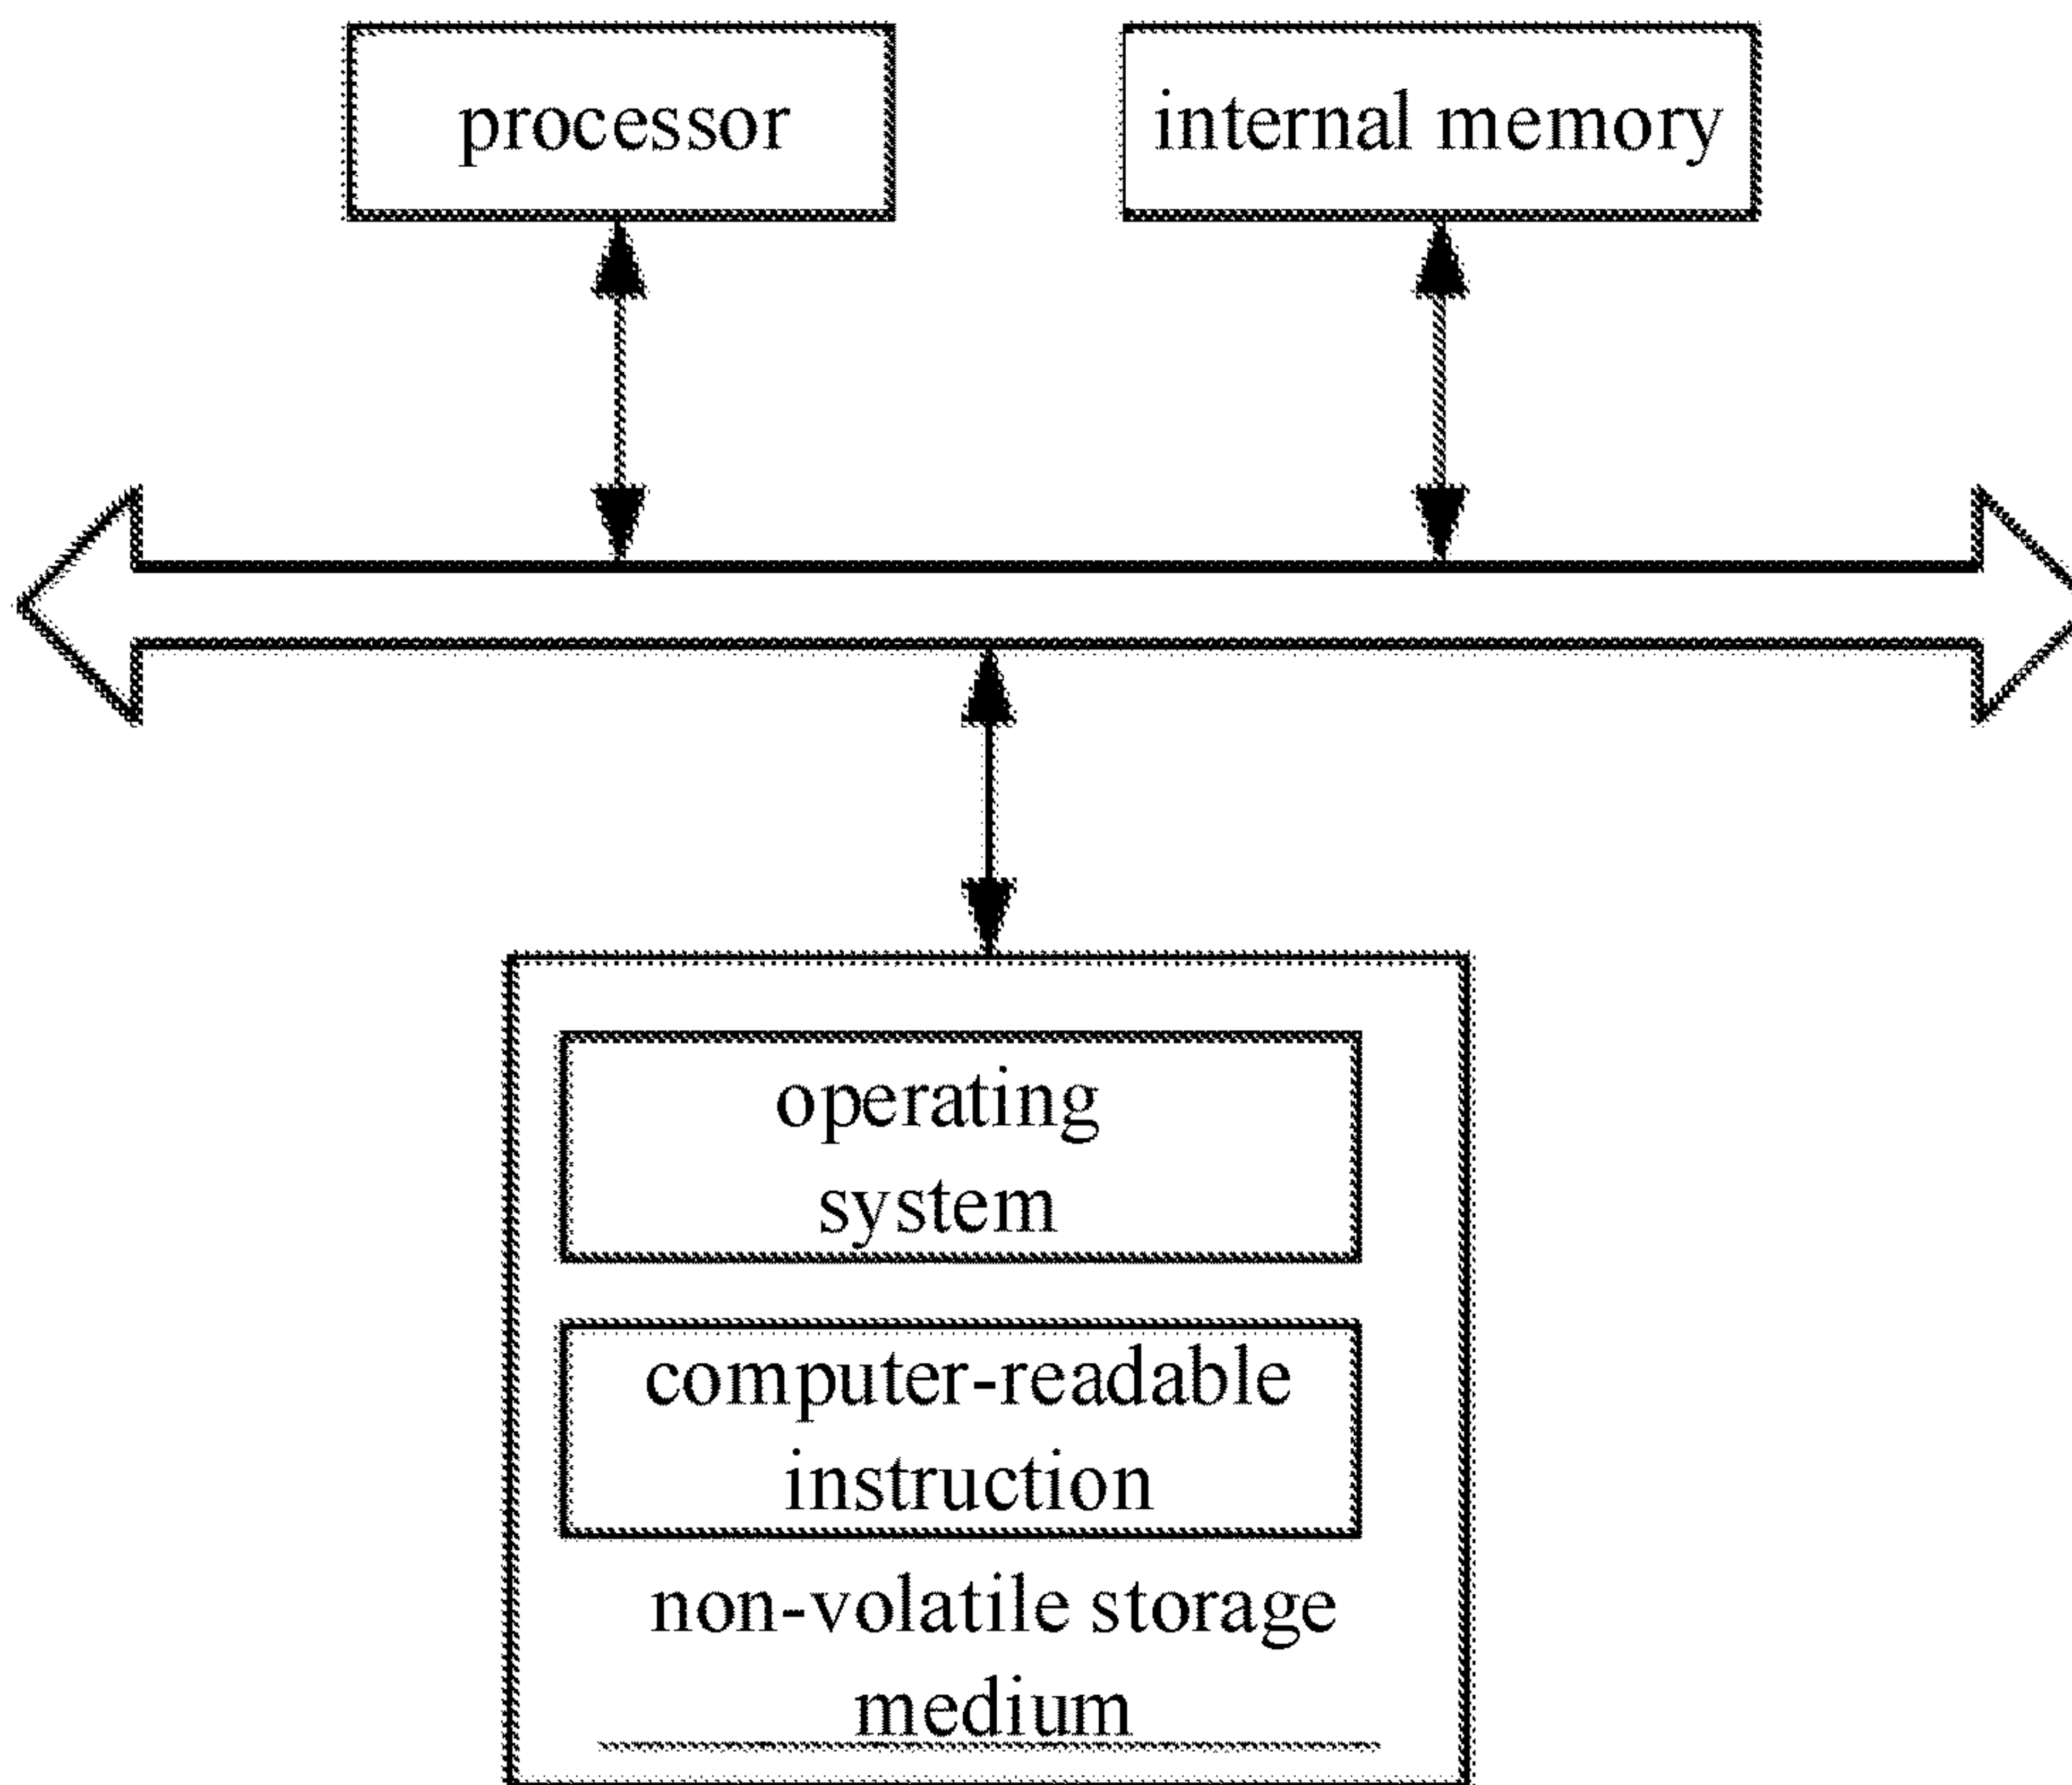 processor
internal memory
operating
system
computer-readable
instruction
non-volatile storage
medium